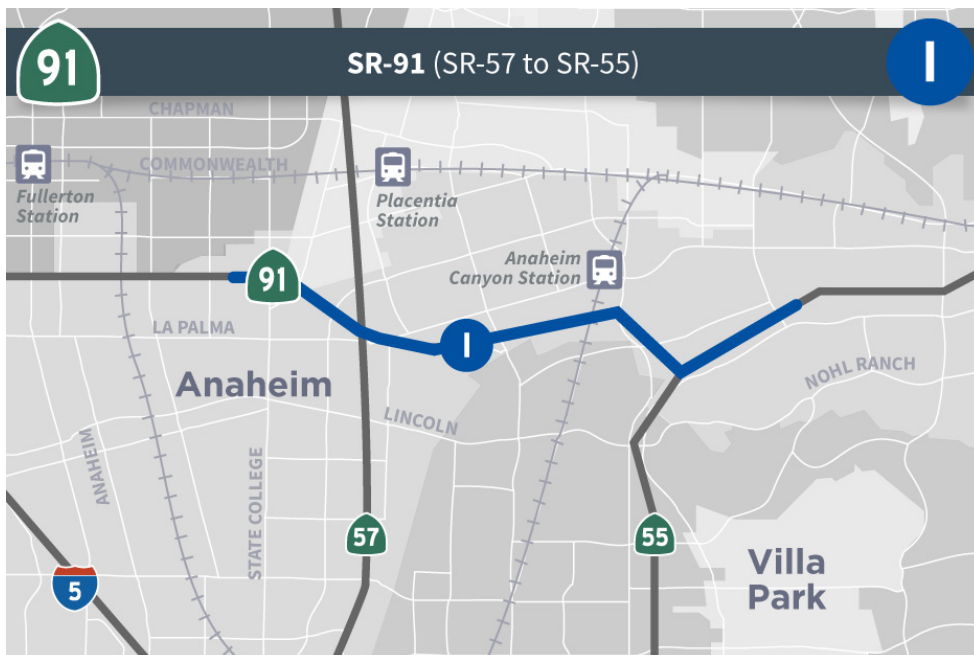 91
SR-91 (SR-57 to SR-55)
I
CHAPMAN
COMMONWEALTH
Fullerton
Station
Placentia
Station
Anaheim
Canyon Station
91
LA PALMA
I
NOHL RANCH
Anaheim
LINCOLN
ANAHEIM
STATE COLLEGE
57
55
Villa
Park
5